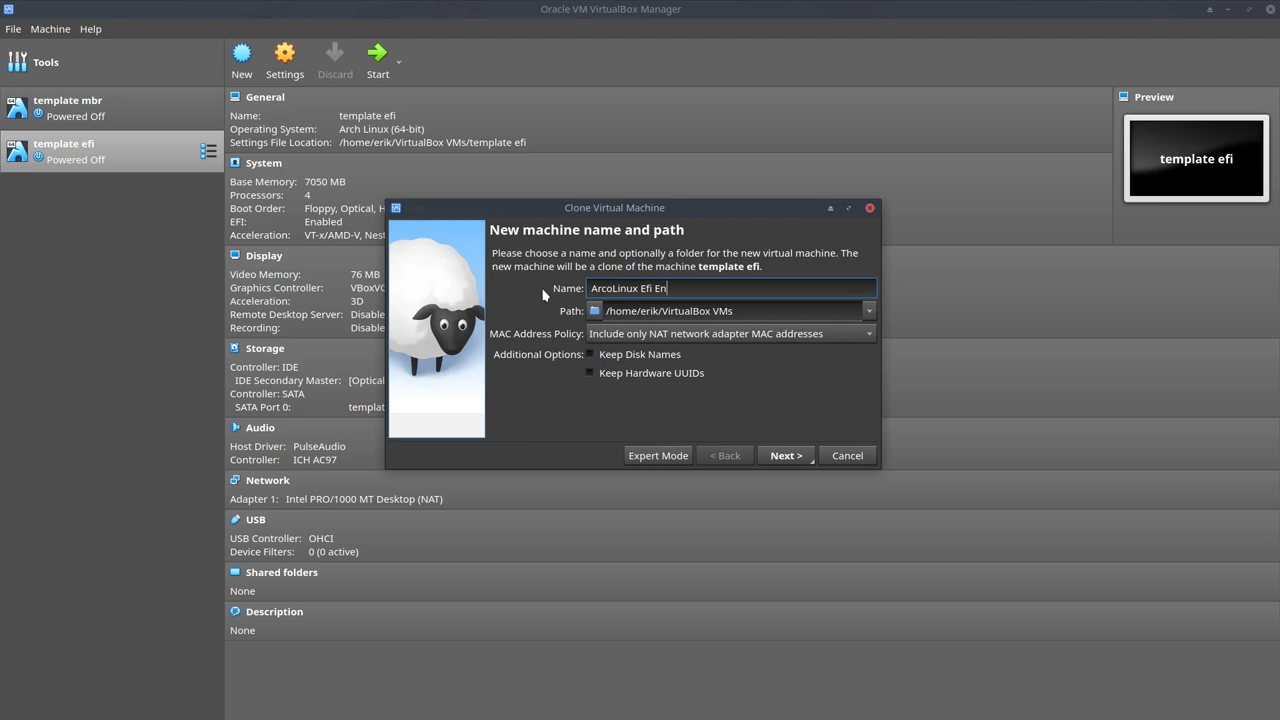 Oracle VM VirtualBox Manager
File Machine Help
Tools
New Settings Discard Start
template mbr
Powered Off
template efi
Powered Off
General
Name: template efi
Operating System: Arch Linux (64-bit)
Settings File Location: /home/erik/VirtualBox VMs/template efi
System
Base Memory: 7050 MB
Processors: 4
Boot Order: Floppy, Optical, H
EFI: Enabled
Acceleration: VT-x/AMD-V, Nest
Display
Video Memory: 76 MB
Graphics Controller: VBoxVG
Acceleration: 3D
Remote Desktop Server: Disable
Recording: Disable
Storage
Controller: IDE
IDE Secondary Master: [Optical
Controller: SATA
SATA Port 0: templat
Audio
Host Driver: PulseAudio
Controller: ICH AC97
Network
Adapter 1: Intel PRO/1000 MT Desktop (NAT)
USB
USB Controller: OHCI
Device Filters: 0 (0 active)
Shared folders
None
Description
None
Preview
template efi
Clone Virtual Machine
New machine name and path
Please choose a name and optionally a folder for the new virtual machine. The
new machine will be a clone of the machine template efi.
Name: ArcoLinux Efi En
Path: /home/erik/VirtualBox VMs
MAC Address Policy: Include only NAT network adapter MAC addresses
Additional Options: Keep Disk Names
Keep Hardware UUIDs
Expert Mode < Back Next > Cancel